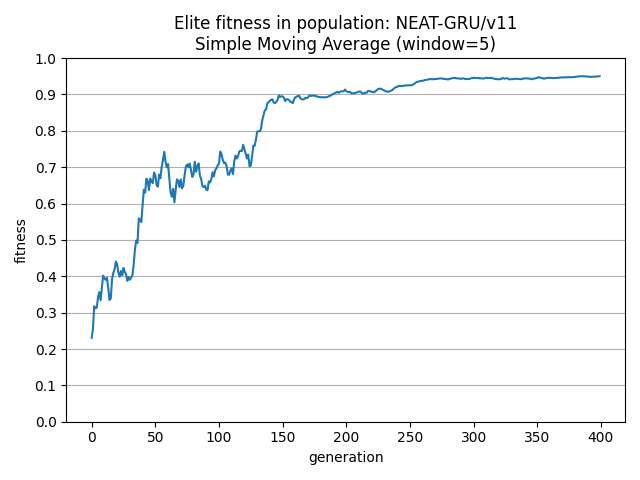 Elite fitness in population: NEAT-GRU/v11
Simple Moving Average (window=5)
1.0
0.9
0.8
0.7
0.6
0.5
0.4
0.3
0.2
0.1
0.0
fitness
0 50 100 150 200 250 300 350 400
generation